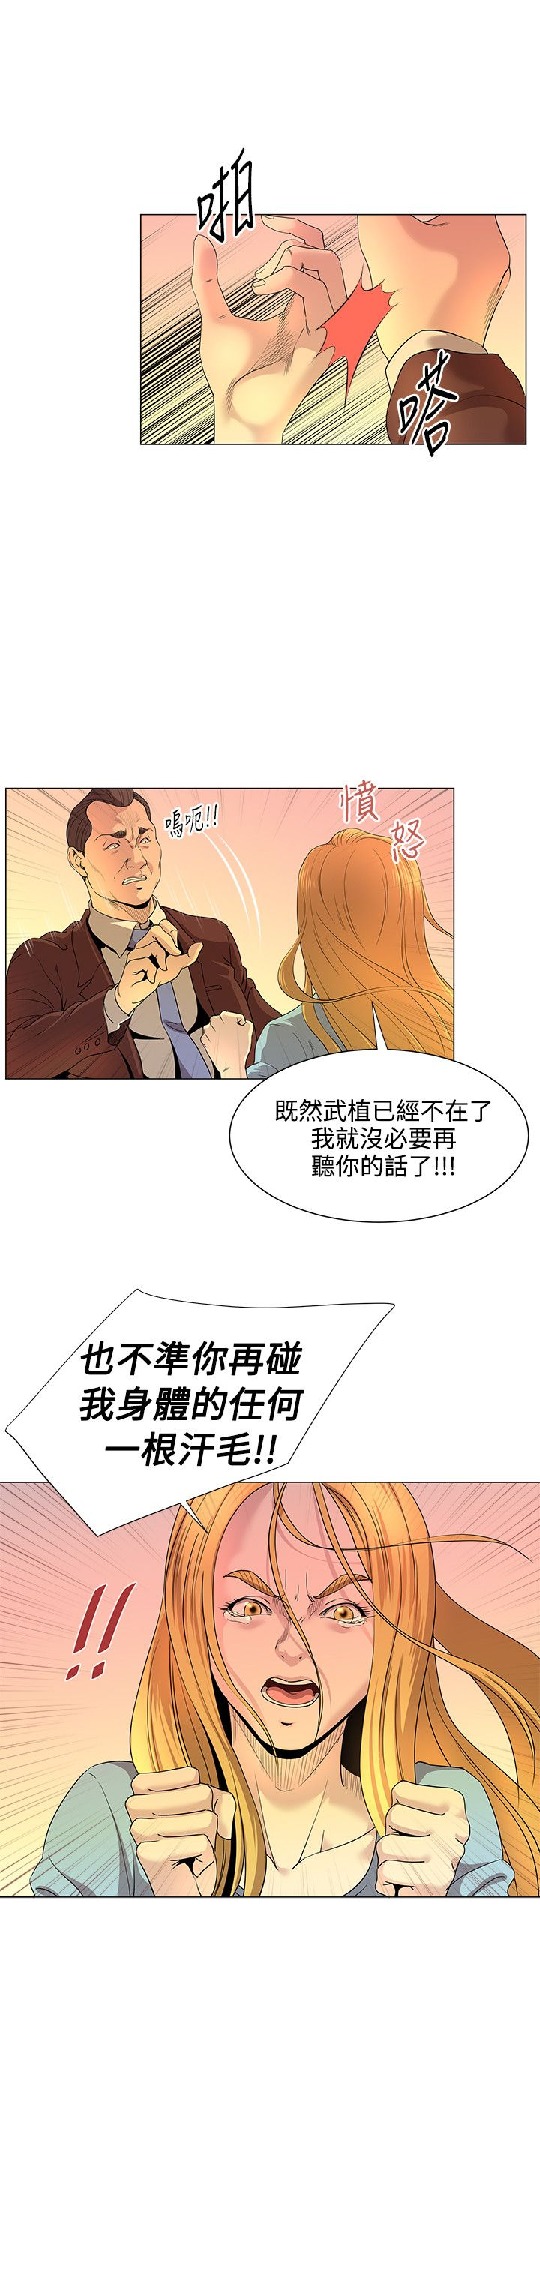 啪
嗒
嗚呃!!
憤
怒
既然武植已經不在了
我就沒必要再
聽你的話了!!!
也不準你再碰
我身體的任何
一根汗毛!!
!!